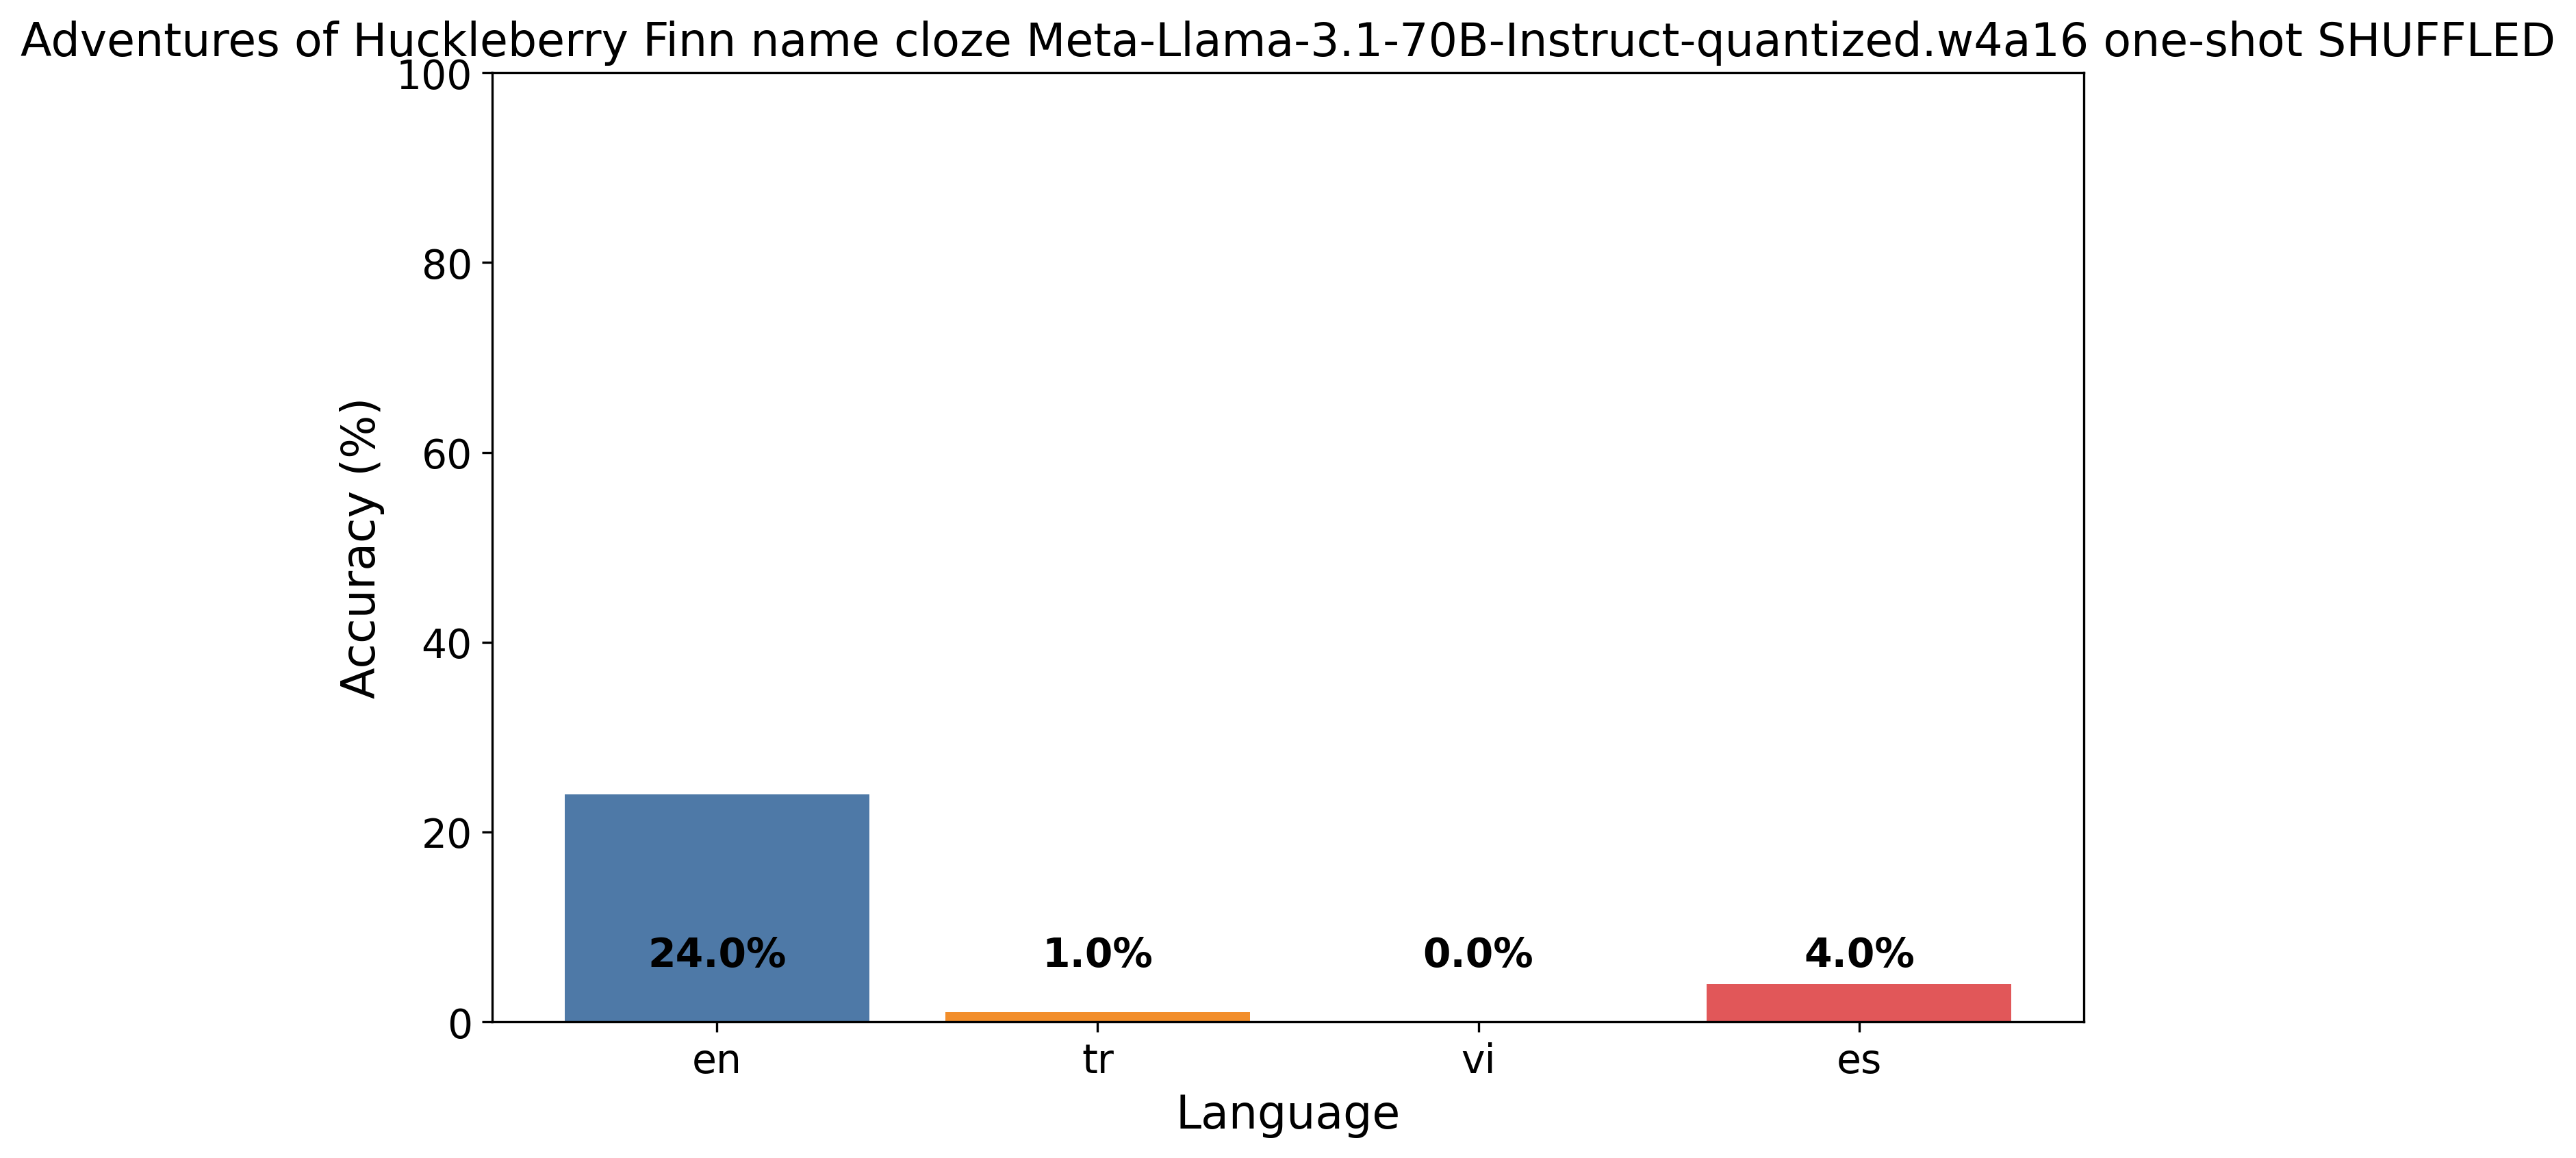 Adventures of Huckleberry Finn name cloze Meta-Llama-3.1-70B-Instruct-quantized.w4a16 one-shot SHUFFLED
100
80
60
40
20
0
Accuracy (%)
24.0%
1.0%
0.0%
4.0%
en
tr
vi
es
Language